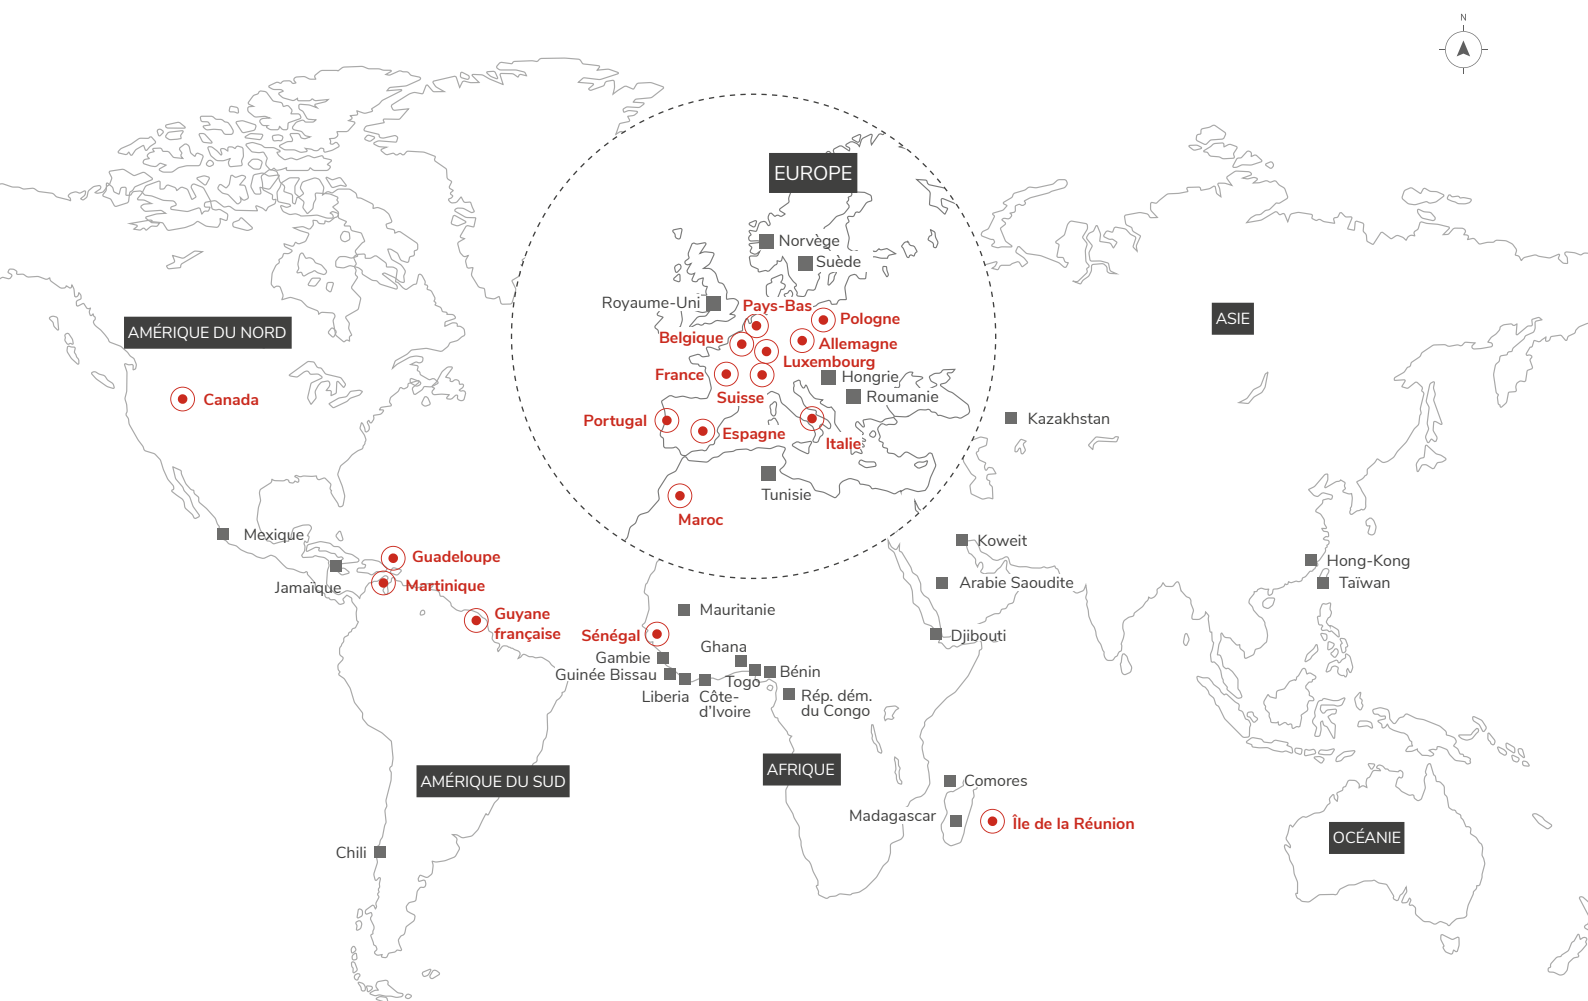 N
EUROPE
Norvège
Suède
Royaume-Uni
Pays-Bas
Pologne
Belgique
Allemagne
Luxembourg
France
Hongrie
Suisse
Roumanie
Portugal
Espagne
Italie
Tunisie
Maroc
AMÉRIQUE DU NORD
Canada
Mexique
Guadeloupe
Jamaïque
Martinique
Guyane
française
AMÉRIQUE DU SUD
Chili
Mauritanie
Sénégal
Ghana
Gambie
Guinée Bissau
Togo
Bénin
Liberia
Côte-
d'Ivoire
Rép. dém.
du Congo
AFRIQUE
Djibouti
Comores
Madagascar
Île de la Réunion
ASIE
Kazakhstan
Koweit
Arabie Saoudite
Hong-Kong
Taïwan
OCÉANIE